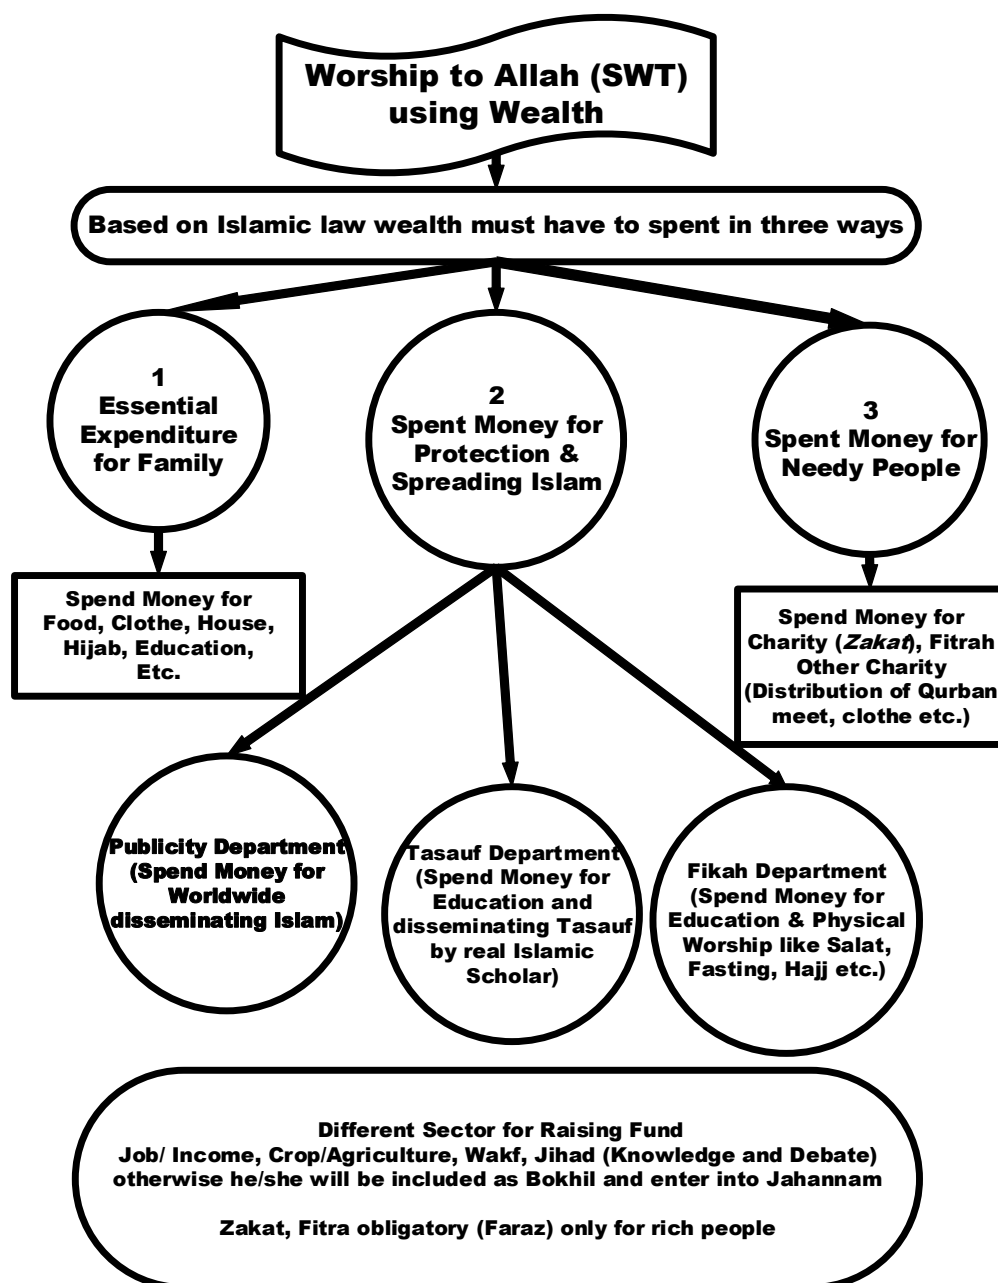 Worship to Allah (SWT)
using Wealth
Based on Islamic law wealth must have to spent in three ways
1
Essential
Expenditure
for Family
2
Spent Money for
Protection &
Spreading Islam
3
Spent Money for
Needy People
Spend Money for
Food, Clothe, House,
Hijab, Education,
Etc.
Spend Money for
Charity (Zakat), Fitrah
Other Charity
(Distribution of Qurban
meet, clothe etc.)
Publicity Department
(Spend Money for
Worldwide
disseminating Islam)
Tasauf Department
(Spend Money for
Education and
disseminating Tasauf
by real Islamic
Scholar)
Fikah Department
(Spend Money for
Education & Physical
Worship like Salat,
Fasting, Hajj etc.)
Different Sector for Raising Fund
Job/ Income, Crop/Agriculture, Wakf, Jihad (Knowledge and Debate)
otherwise he/she will be included as Bokhil and enter into Jahannam
Zakat, Fitra obligatory (Faraz) only for rich people